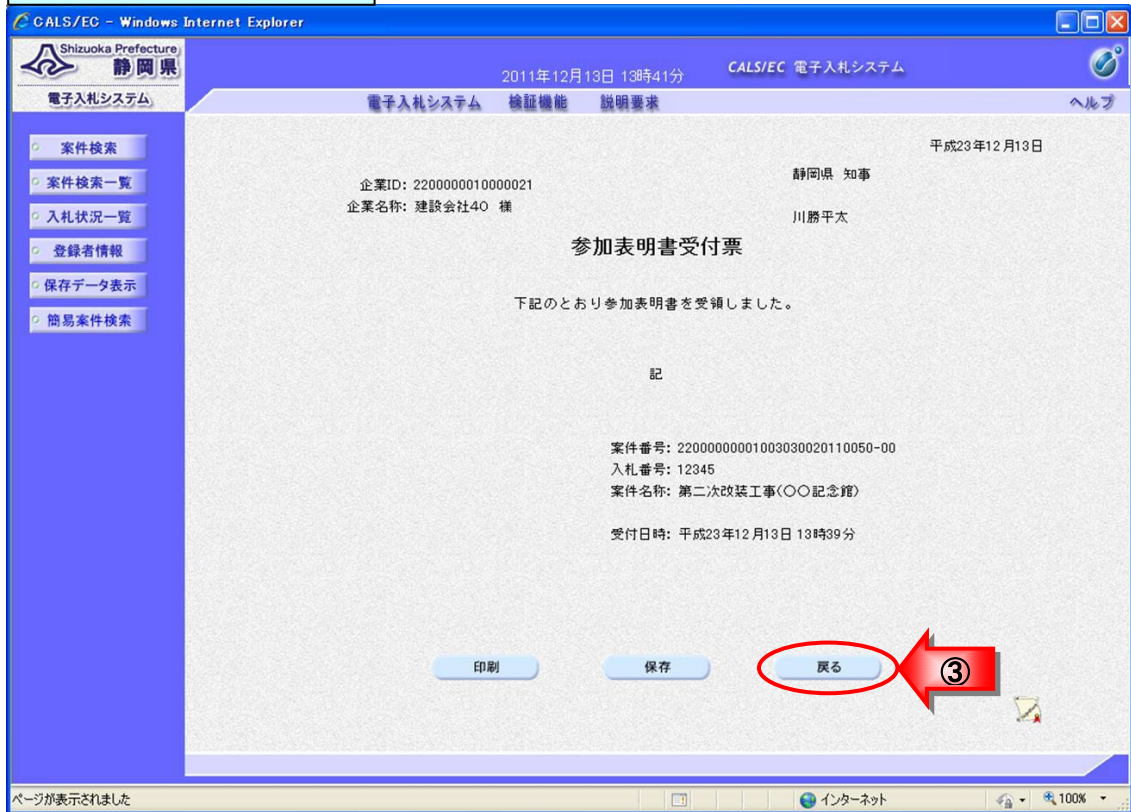 CALS/EC - Windows Internet Explorer
Shizuoka Prefecture
静岡県
2011年12月13日 13時41分
CALS/EC 電子入札システム
電子入札システム
電子入札システム 検証機能 説明要求
ヘルプ
案件検索
案件検索一覧
入札状況一覧
登録者情報
保存データ表示
簡易案件検索
平成23年12月13日
静岡県 知事
企業ID: 2200000010000021
企業名称: 建設会社40 様
川勝平太
参加表明書受付票
下記のとおり参加表明書を受領しました。
記
案件番号: 22000000001003030020110050-00
入札番号: 12345
案件名称: 第二次改装工事(〇〇記念館)
受付日時: 平成23年12月13日 13時39分
印刷
保存
戻る
③
ページが表示されました
インターネット
100%